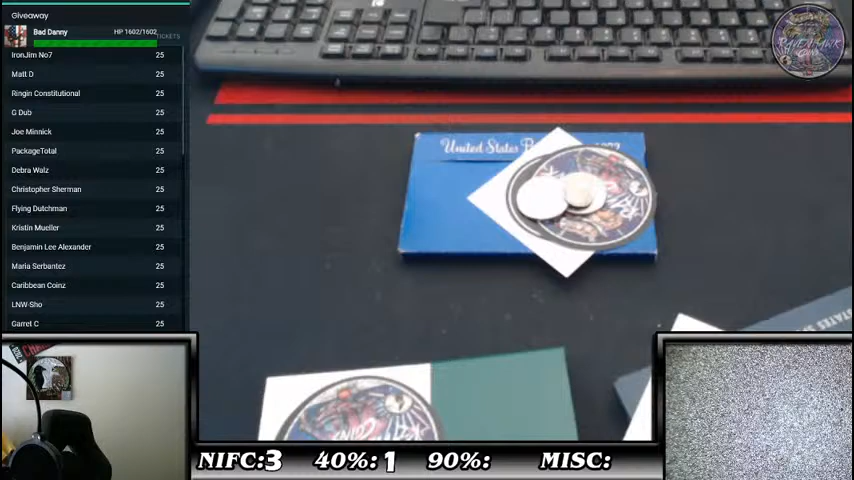 Giveaway
Bad Danny HP 1602/1602
TICKETS
IronJim No7 25
Matt D 25
Ringin Constitutional 25
G Dub 25
Joe Minnick 25
PackageTotal 25
Debra Walz 25
Christopher Sherman 25
Flying Dutchman 25
Kristin Mueller 25
Benjamin Lee Alexander 25
Maria Serbantez 25
Caribbean Coinz 25
LNW-Sho 25
Garret C 25
United States
COINZ
NIFC:3 40%:1 90%: MISC: